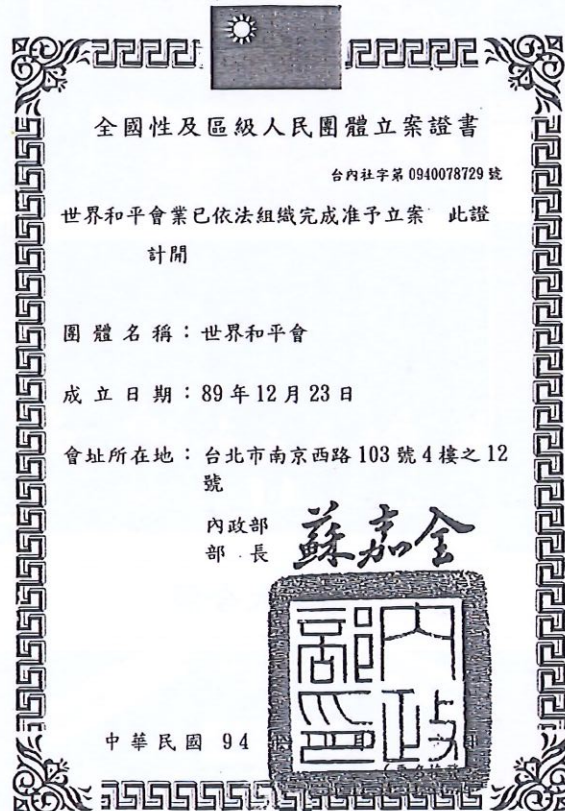 全國性及區級人民團體立案證書
台內社字第 0940078729 號
世界和平會業已依法組織完成准予立案 此證
計開
團體名稱：世界和平會
成立日期：89 年 12 月 23 日
會址所在地：台北市南京西路 103 號 4 樓之 12
號
內政部
部長 蘇嘉全
內政部印
中華民國 94